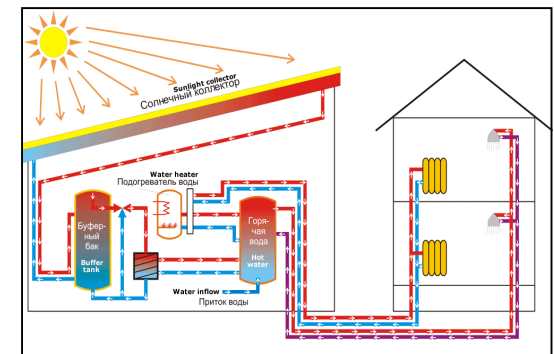 Sunlight collector
Солнечный коллектор
Water heater
Подогреватель воды
Буфер-
ный
бак
Buffer
tank
Горя-
чая
вода
Hot
water
Water inflow
Приток воды